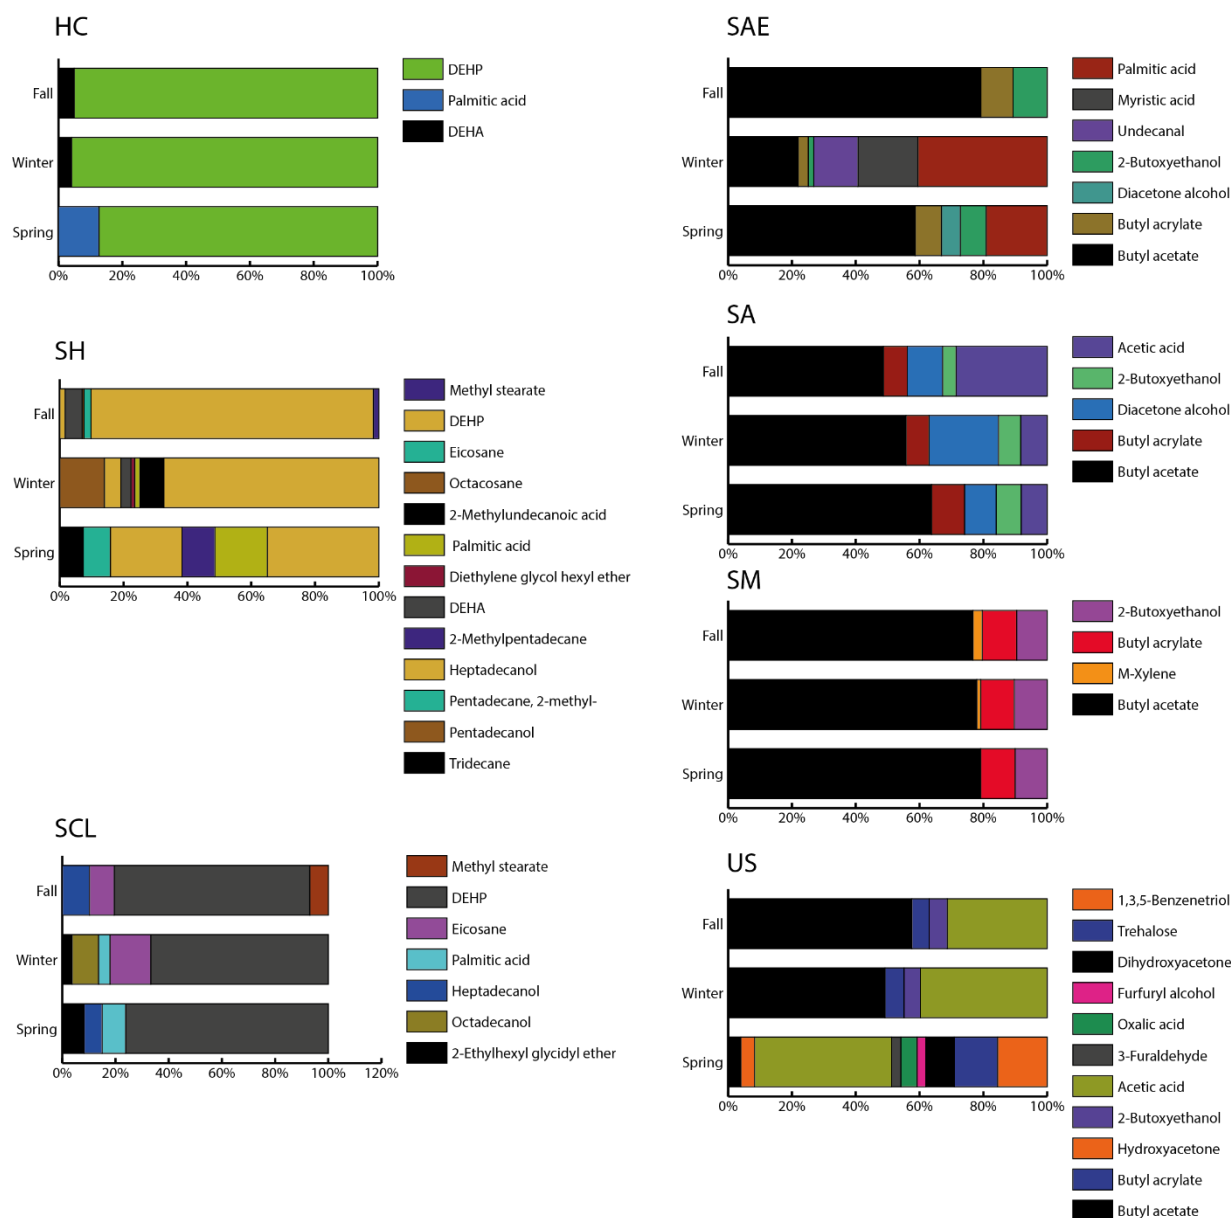 HC
Fall
Winter
Spring
0% 20% 40% 60% 80% 100%
DEHP
Palmitic acid
DEHA
SH
Fall
Winter
Spring
0% 20% 40% 60% 80% 100%
Methyl stearate
DEHP
Eicosane
Octacosane
2-Methylundecanoic acid
Palmitic acid
Diethylene glycol hexyl ether
DEHA
2-Methylpentadecane
Heptadecanol
Pentadecane, 2-methyl-
Pentadecanol
Tridecane
SCL
Fall
Winter
Spring
0% 20% 40% 60% 80% 100% 120%
Methyl stearate
DEHP
Eicosane
Palmitic acid
Heptadecanol
Octadecanol
2-Ethylhexyl glycidyl ether
SAE
Fall
Winter
Spring
0% 20% 40% 60% 80% 100%
Palmitic acid
Myristic acid
Undecanal
2-Butoxyethanol
Diacetone alcohol
Butyl acrylate
Butyl acetate
SA
Fall
Winter
Spring
0% 20% 40% 60% 80% 100%
Acetic acid
2-Butoxyethanol
Diacetone alcohol
Butyl acrylate
Butyl acetate
SM
Fall
Winter
Spring
0% 20% 40% 60% 80% 100%
2-Butoxyethanol
Butyl acrylate
M-Xylene
Butyl acetate
US
Fall
Winter
Spring
0% 20% 40% 60% 80% 100%
1,3,5-Benzenetriol
Trehalose
Dihydroxyacetone
Furfuryl alcohol
Oxalic acid
3-Furaldehyde
Acetic acid
2-Butoxyethanol
Hydroxyacetone
Butyl acrylate
Butyl acetate